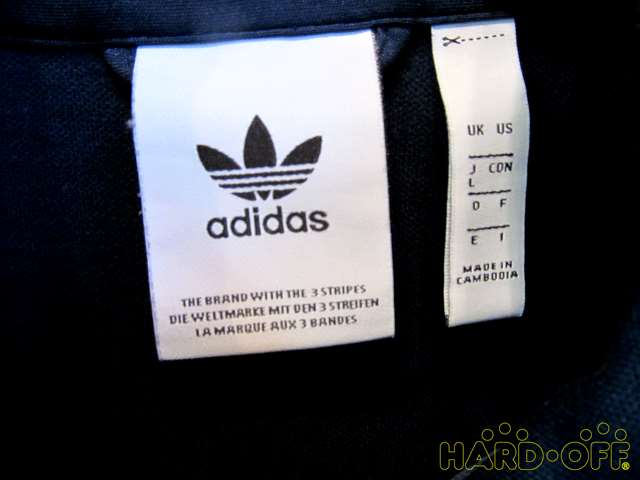 adidas
THE BRAND WITH THE 3 STRIPES
DIE WELTMARKE MIT DEN 3 STREIFEN
LA MARQUE AUX 3 BANDES
UK US
J CDN
L
D F
E I
MADE IN
CAMBODIA
HARD·OFF®